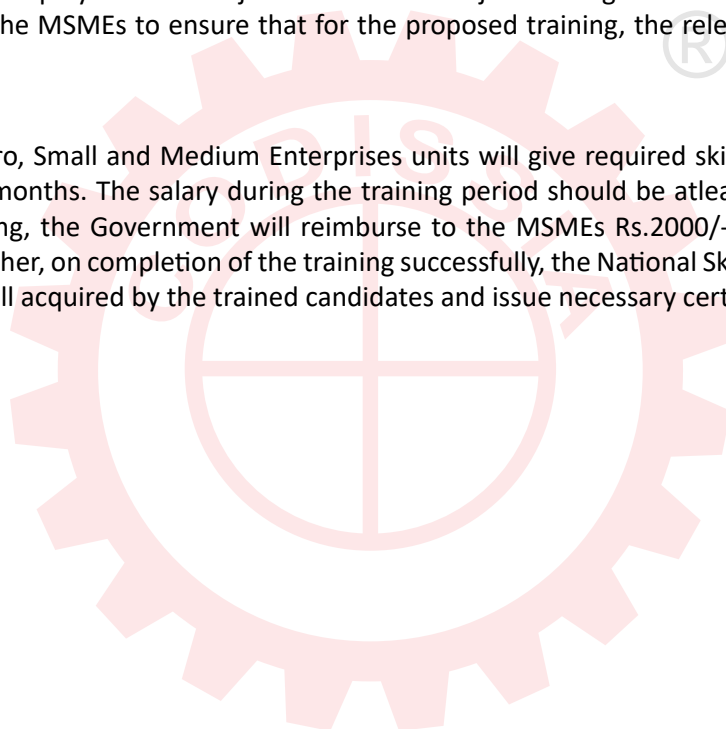 he MSMEs to ensure that for the proposed training, the rele
ro, Small and Medium Enterprises units will give required ski
months. The salary during the training period should be atlea
ng, the Government will reimburse to the MSMEs Rs.2000/-
her, on completion of the training successfully, the National Sk
ll acquired by the trained candidates and issue necessary cert
CODISSIA
®